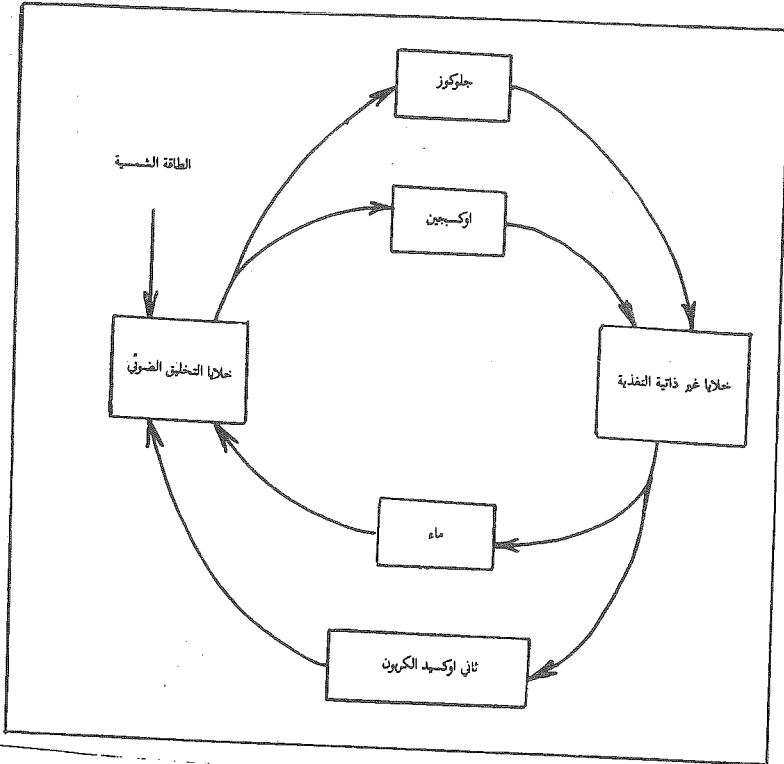 جلوكوز
الطاقة الشمسية
اوكسجين
خلايا التخليق الضوئي
خلايا غير ذاتية التغذية
ماء
ثاني اوكسيد الكربون